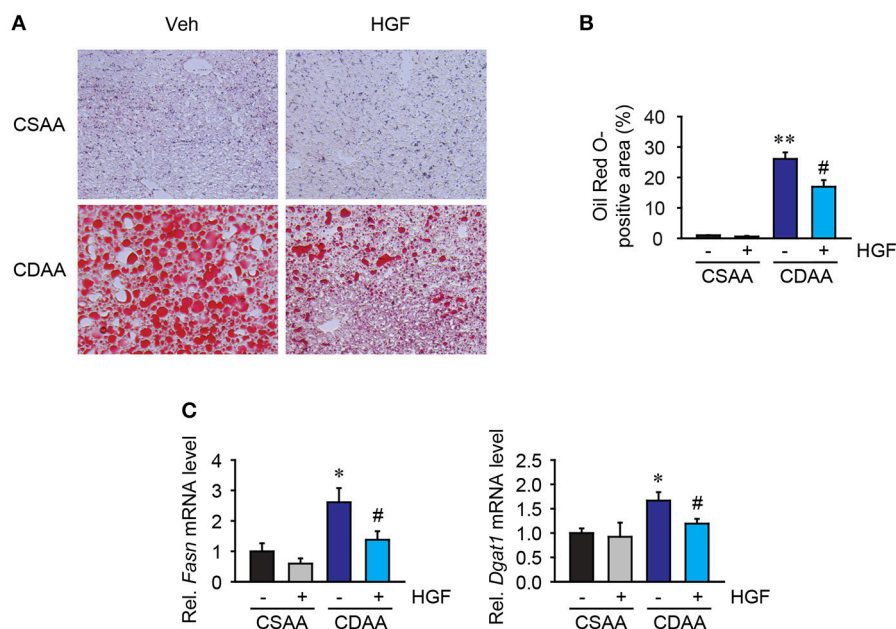 A
Veh HGF
CSAA
CDAA
B
Oil Red O-
positive area (%)
40
30
20
10
0
**
#
- + - + HGF
CSAA CDAA
C
Rel. Fasn mRNA level
4
3
2
1
0
*
#
- + - + HGF
CSAA CDAA
Rel. Dgat1 mRNA level
2.5
2.0
1.5
1.0
0.5
0.0
*
#
- + - + HGF
CSAA CDAA